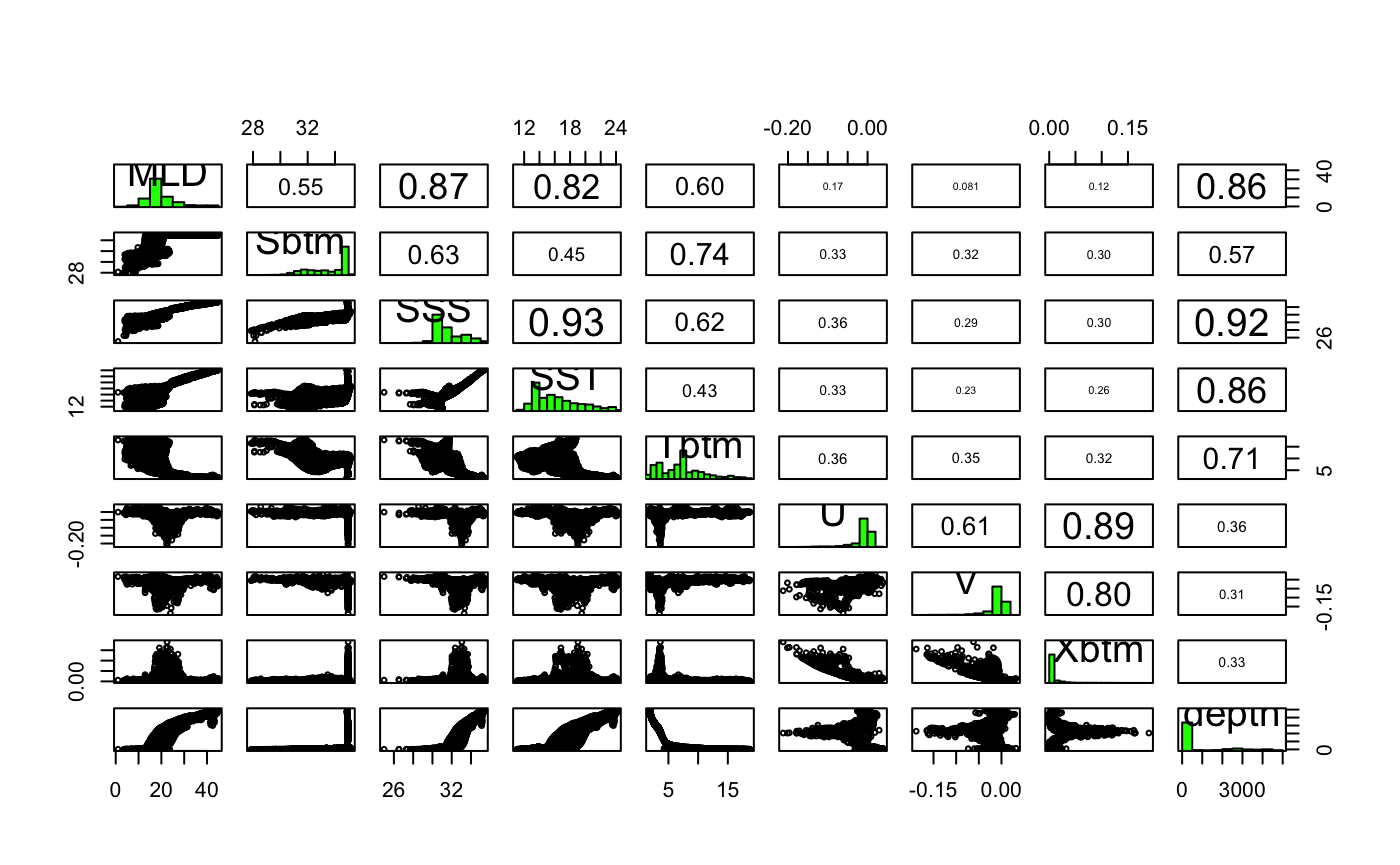 28 32 12 18 24 -0.20 0.00 0.00 0.15
MLD 0.55 0.87 0.82 0.60 0.17 0.081 0.12 0.86 0 40
28 Sbtm 0.63 0.45 0.74 0.33 0.32 0.30 0.57
SSS 0.93 0.62 0.36 0.29 0.30 0.92 26
12 SST 0.43 0.33 0.23 0.26 0.86
Tbtm 0.36 0.35 0.32 0.71 5
-0.20 U 0.61 0.89 0.36
V 0.80 0.31 -0.15
0.00 Xbtm 0.33
depth 0
0 20 40 26 32 5 15 -0.15 0.00 0 3000